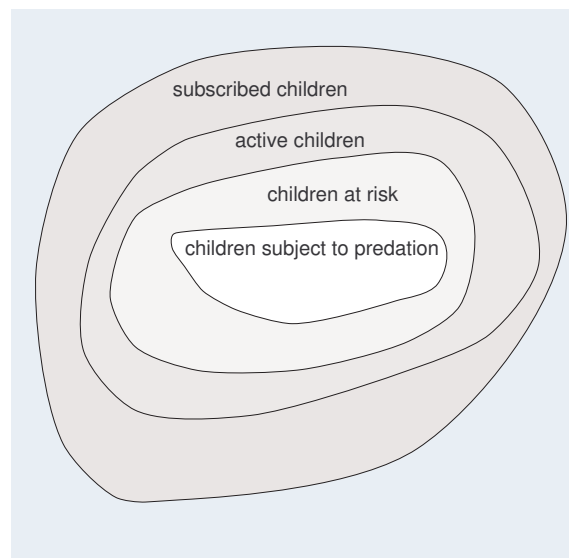 subscribed children
active children
children at risk
children subject to predation